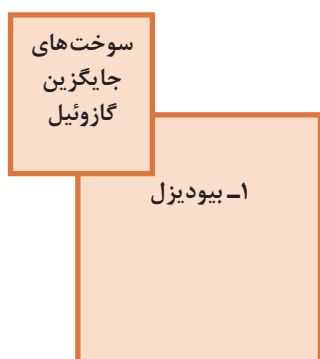 سوخت‌های
جایگزین
گازوئیل
۱ـ بیودیزل